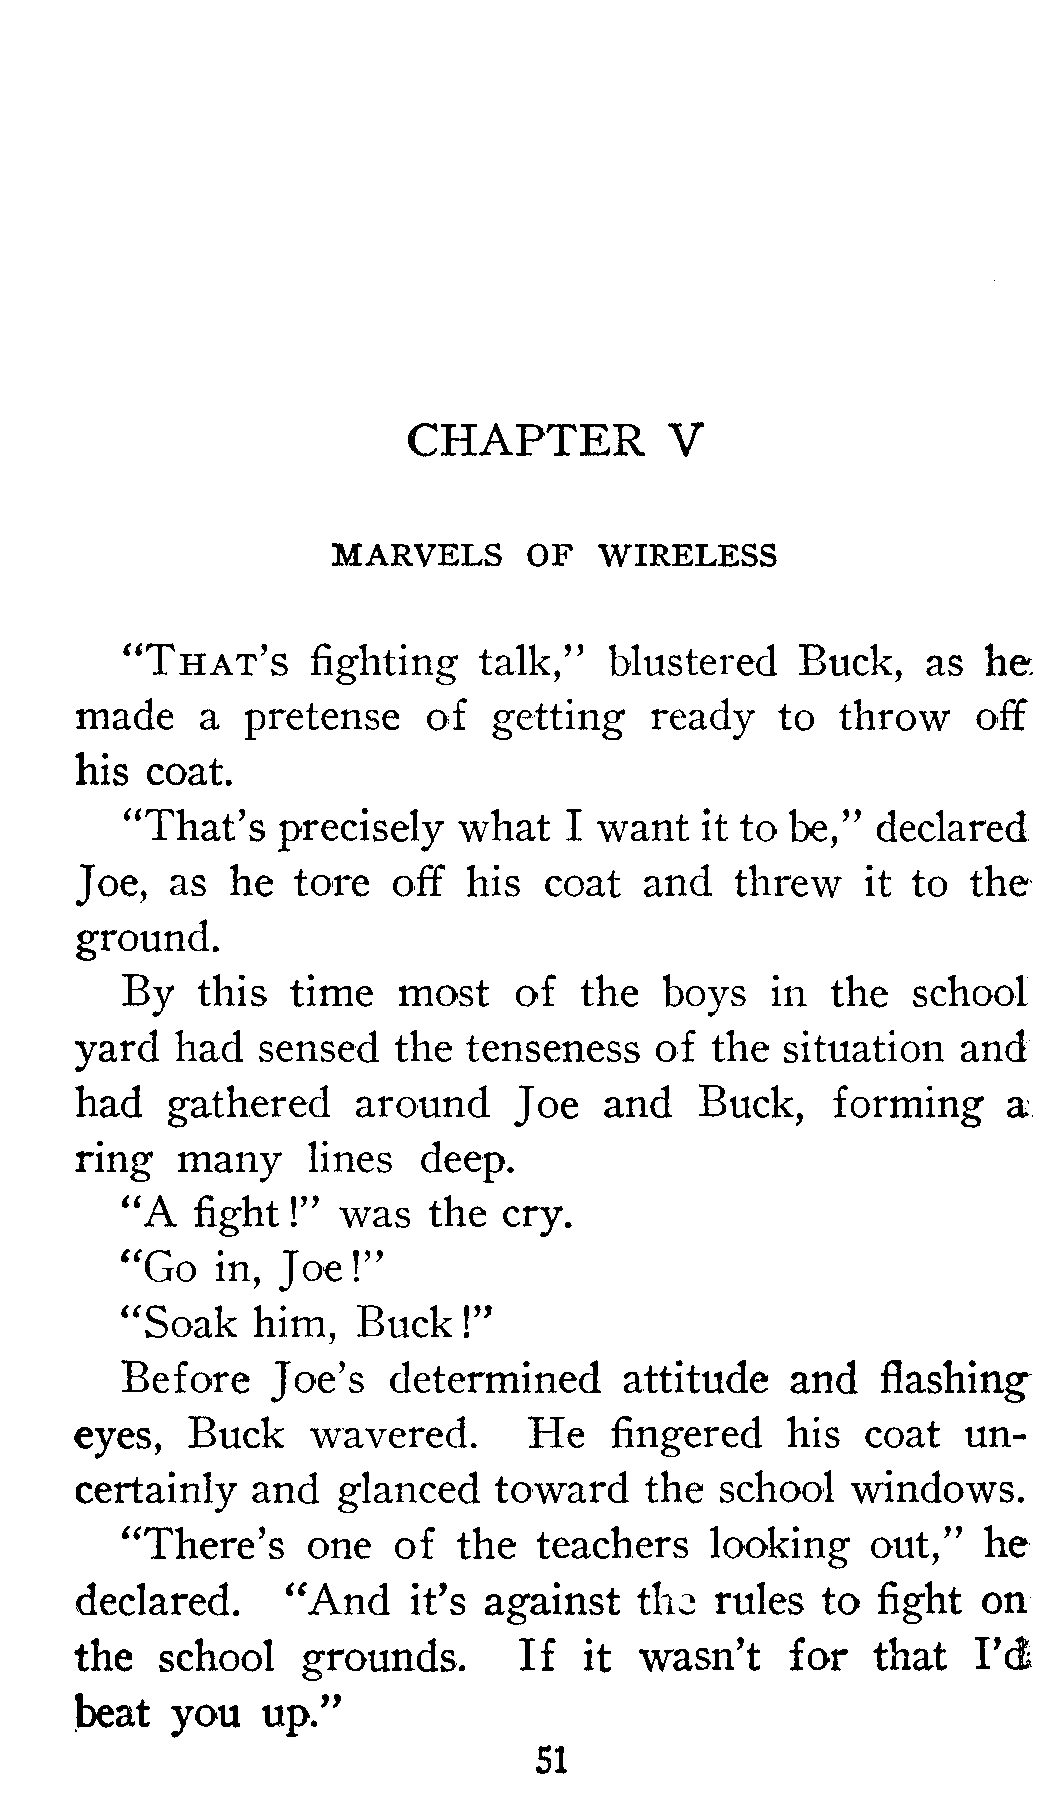 CHAPTER V
MARVELS OF WIRELESS
“THAT’S fighting talk,” blustered Buck, as he
made a pretense of getting ready to throw off
his coat.
“That’s precisely what I want it to be,” declared
Joe, as he tore off his coat and threw it to the
ground.
By this time most of the boys in the school
yard had sensed the tenseness of the situation and
had gathered around Joe and Buck, forming a
ring many lines deep.
“A fight!” was the cry.
“Go in, Joe!”
“Soak him, Buck!”
Before Joe’s determined attitude and flashing
eyes, Buck wavered. He fingered his coat un-
certainly and glanced toward the school windows.
“There’s one of the teachers looking out,” he
declared. “And it’s against the rules to fight on
the school grounds. If it wasn’t for that I’d
beat you up.”
51